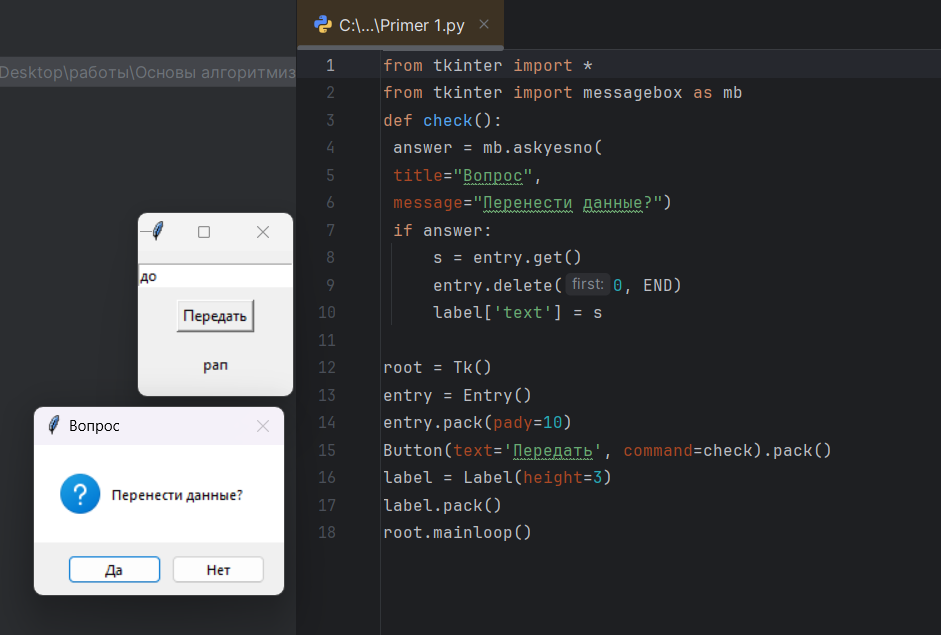 C:\...\Primer 1.py
Desktop\работы\Основы алгоритмиз
1 from tkinter import *
2 from tkinter import messagebox as mb
3 def check():
4 answer = mb.askyesno(
5 title="Вопрос",
6 message="Перенести данные?")
7 if answer:
8 s = entry.get()
9 entry.delete(first: 0, END)
10 label['text'] = s
11
12 root = Tk()
13 entry = Entry()
14 entry.pack(pady=10)
15 Button(text='Передать', command=check).pack()
16 label = Label(height=3)
17 label.pack()
18 root.mainloop()
до
Передать
рап
Вопрос
Перенести данные?
Да
Нет